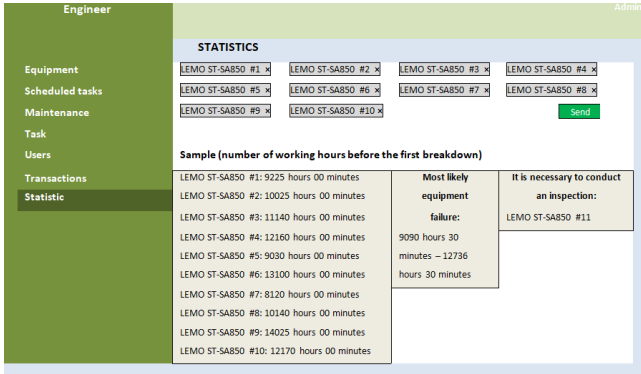 Engineer
Admin
STATISTICS
Equipment
Scheduled tasks
Maintenance
Task
Users
Transactions
Statistic
LEMO ST-SA850 #1 × LEMO ST-SA850 #2 × LEMO ST-SA850 #3 × LEMO ST-SA850 #4 ×
LEMO ST-SA850 #5 × LEMO ST-SA850 #6 × LEMO ST-SA850 #7 × LEMO ST-SA850 #8 ×
LEMO ST-SA850 #9 × LEMO ST-SA850 #10 × Send
Sample (number of working hours before the first breakdown)
LEMO ST-SA850 #1: 9225 hours 00 minutes
LEMO ST-SA850 #2: 10025 hours 00 minutes
LEMO ST-SA850 #3: 11140 hours 00 minutes
LEMO ST-SA850 #4: 12160 hours 00 minutes
LEMO ST-SA850 #5: 9030 hours 00 minutes
LEMO ST-SA850 #6: 13100 hours 00 minutes
LEMO ST-SA850 #7: 8120 hours 00 minutes
LEMO ST-SA850 #8: 10140 hours 00 minutes
LEMO ST-SA850 #9: 14025 hours 00 minutes
LEMO ST-SA850 #10: 12170 hours 00 minutes
Most likely
equipment
failure:
9090 hours 30
minutes – 12736
hours 30 minutes
It is necessary to conduct
an inspection:
LEMO ST-SA850 #11